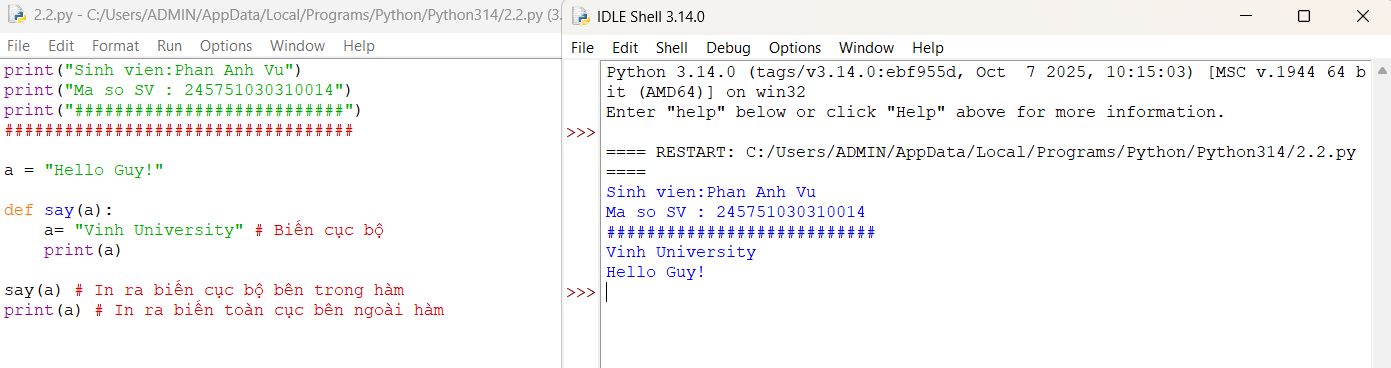 2.2.py - C:/Users/ADMIN/AppData/Local/Programs/Python/Python314/2.2.py (3.
File Edit Format Run Options Window Help
print("Sinh vien:Phan Anh Vu")
print("Ma so SV : 245751030310014")
print("###########################")
###################################
a = "Hello Guy!"
def say(a):
    a= "Vinh University" # Biến cục bộ
    print(a)
say(a) # In ra biến cục bộ bên trong hàm
print(a) # In ra biến toàn cục bên ngoài hàm
IDLE Shell 3.14.0
File Edit Shell Debug Options Window Help
Python 3.14.0 (tags/v3.14.0:ebf955d, Oct  7 2025, 10:15:03) [MSC v.1944 64 b
it (AMD64)] on win32
Enter "help" below or click "Help" above for more information.
>>>
==== RESTART: C:/Users/ADMIN/AppData/Local/Programs/Python/Python314/2.2.py
====
Sinh vien:Phan Anh Vu
Ma so SV : 245751030310014
###########################
Vinh University
Hello Guy!
>>>